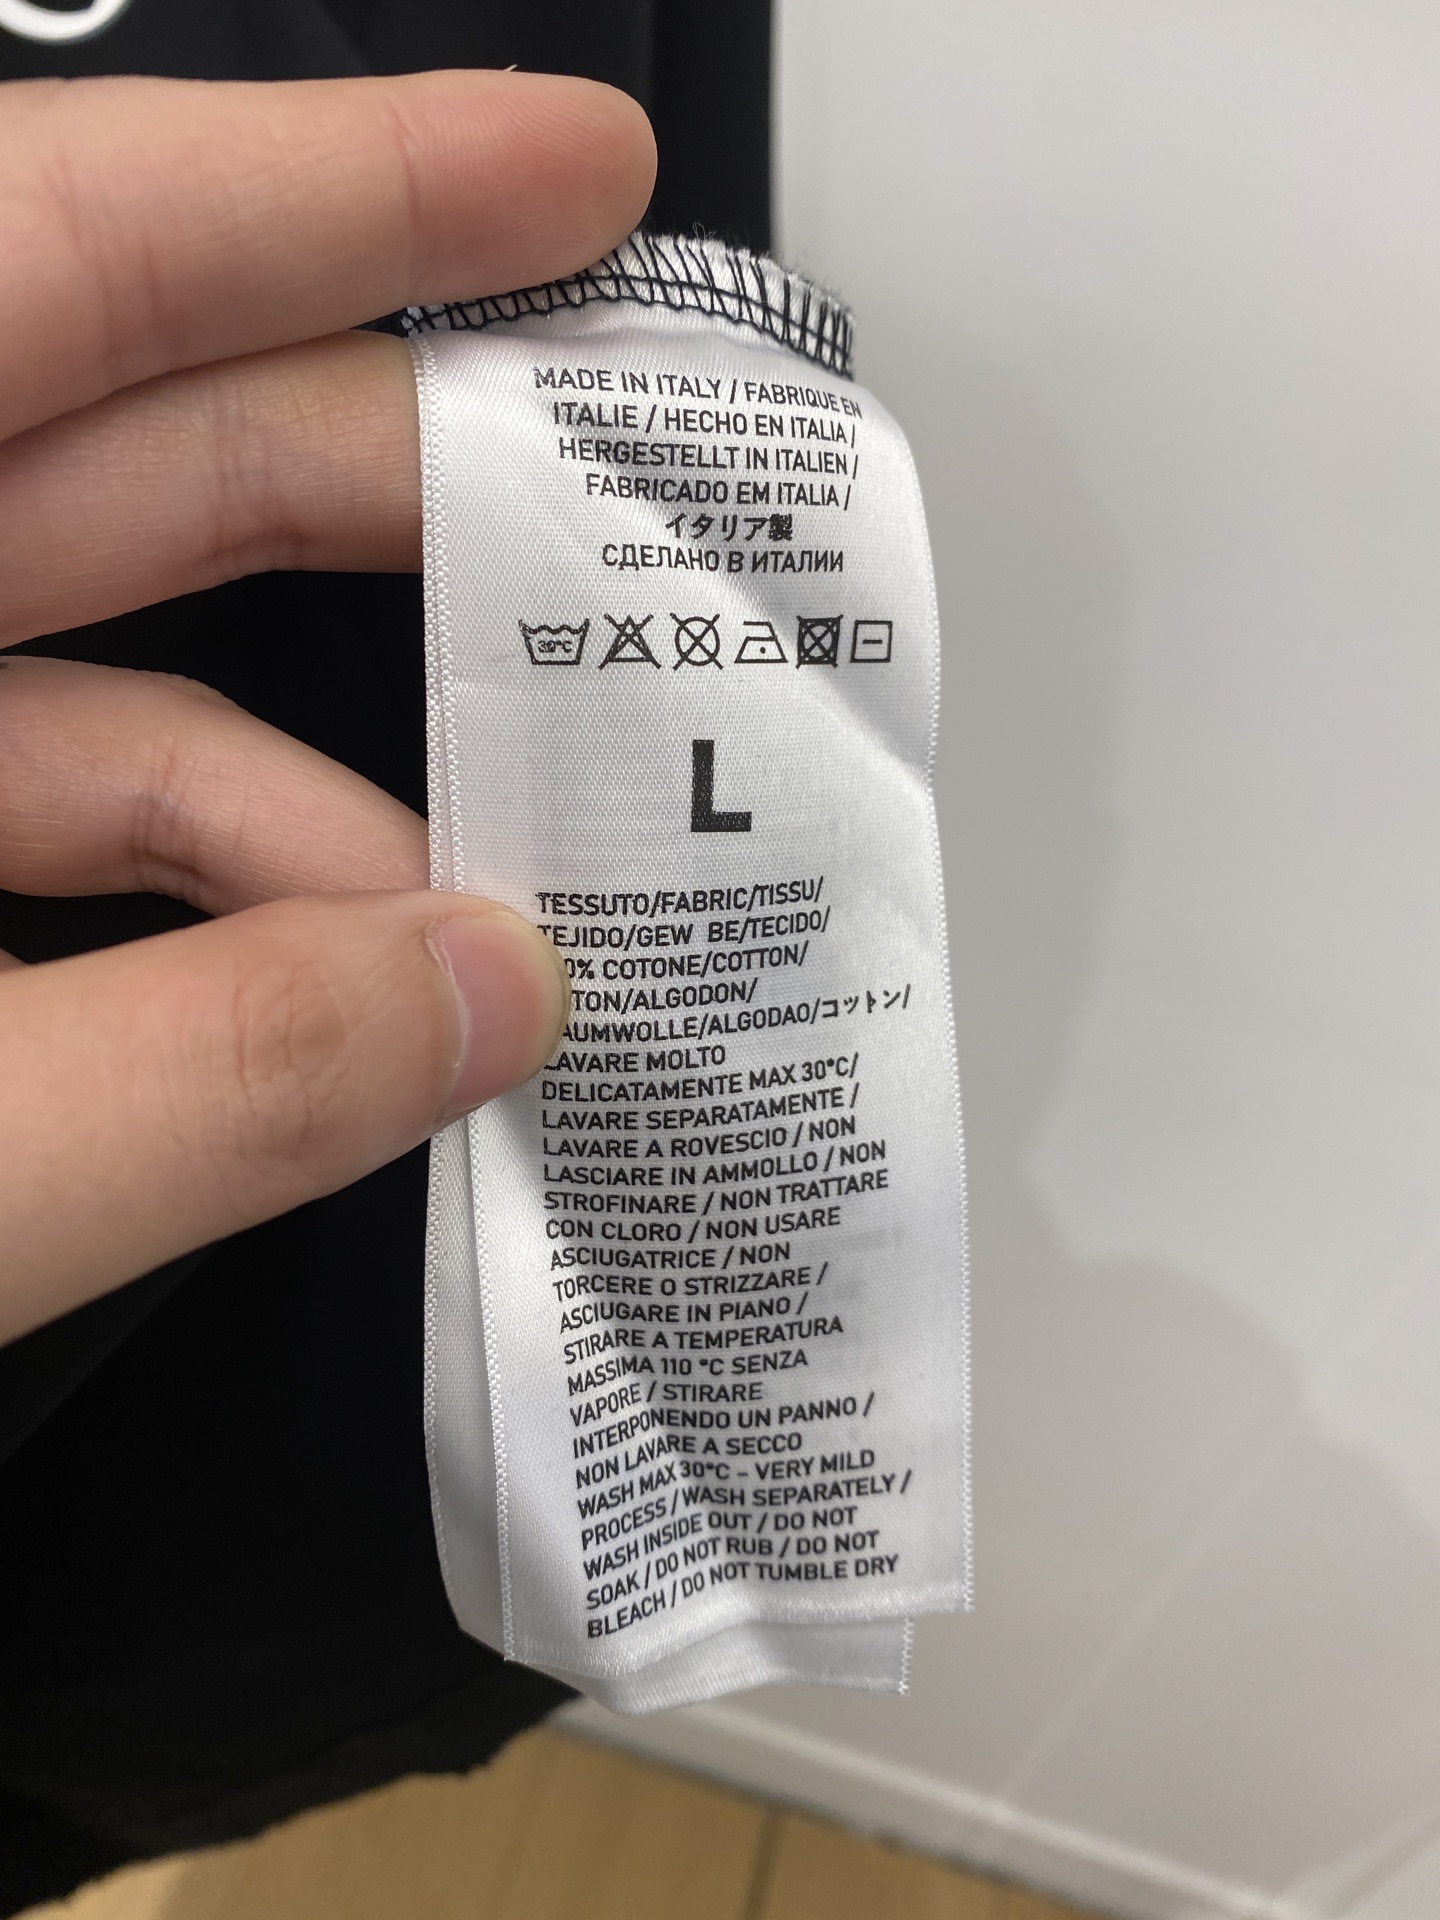 MADE IN ITALY / FABRIQUE EN
ITALIE / HECHO EN ITALIA /
HERGESTELLT IN ITALIEN /
FABRICADO EM ITALIA /
イタリア製
СДЕЛАНО В ИТАЛИИ
30°C
L
TESSUTO/FABRIC/TISSU/
TEJIDO/GEW BE/TECIDO/
0% COTONE/COTTON/
TON/ALGODON/
AUMWOLLE/ALGODAO/コットン/
LAVARE MOLTO
DELICATAMENTE MAX 30°C/
LAVARE SEPARATAMENTE /
LAVARE A ROVESCIO / NON
LASCIARE IN AMMOLLO / NON
STROFINARE / NON TRATTARE
CON CLORO / NON USARE
ASCIUGATRICE / NON
TORCERE O STRIZZARE /
ASCIUGARE IN PIANO /
STIRARE A TEMPERATURA
MASSIMA 110 °C SENZA
VAPORE / STIRARE
INTERPONENDO UN PANNO /
NON LAVARE A SECCO
WASH MAX 30°C - VERY MILD
PROCESS / WASH SEPARATELY /
WASH INSIDE OUT / DO NOT
SOAK / DO NOT RUB / DO NOT
BLEACH / DO NOT TUMBLE DRY